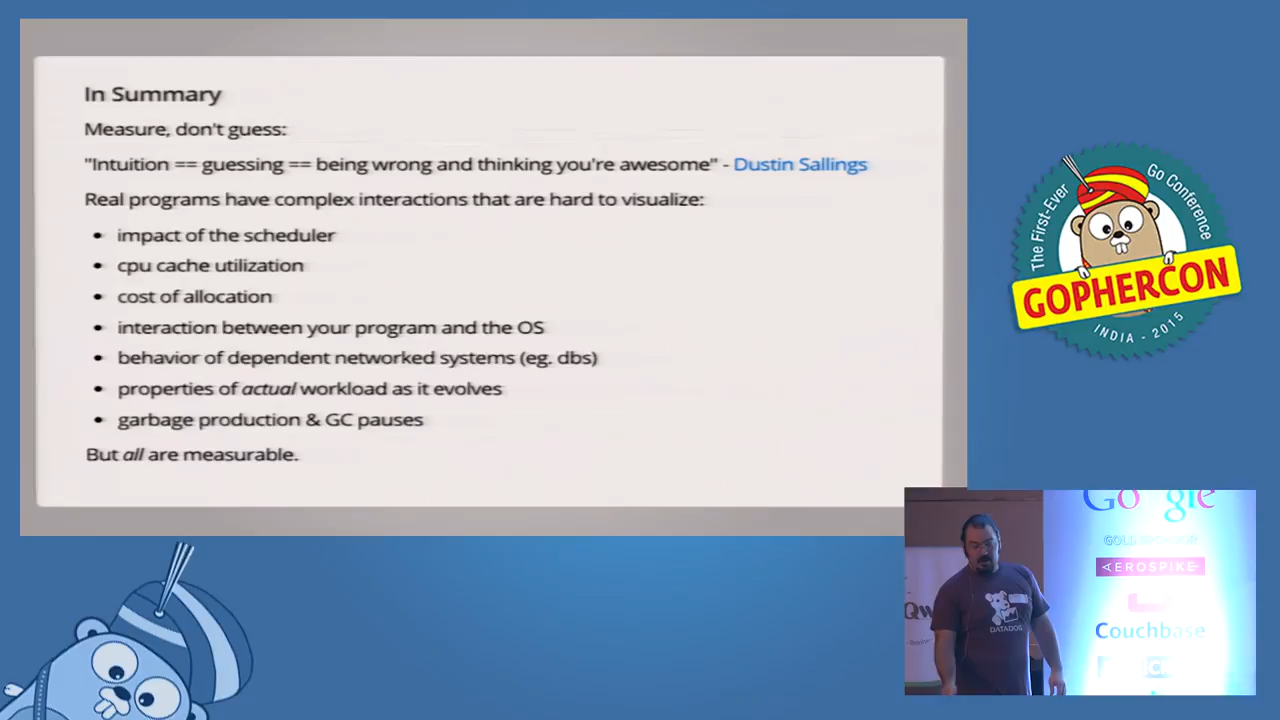 In Summary
Measure, don't guess:
"Intuition == guessing == being wrong and thinking you're awesome" - Dustin Sallings
Real programs have complex interactions that are hard to visualize:
• impact of the scheduler
• cpu cache utilization
• cost of allocation
• interaction between your program and the OS
• behavior of dependent networked systems (eg. dbs)
• properties of actual workload as it evolves
• garbage production & GC pauses
But all are measurable.
The First-Ever Go Conference
GOPHERCON
INDIA - 2015
Google
GOLD SPONSOR
AEROSPIKE
Couchbase
DATADOG